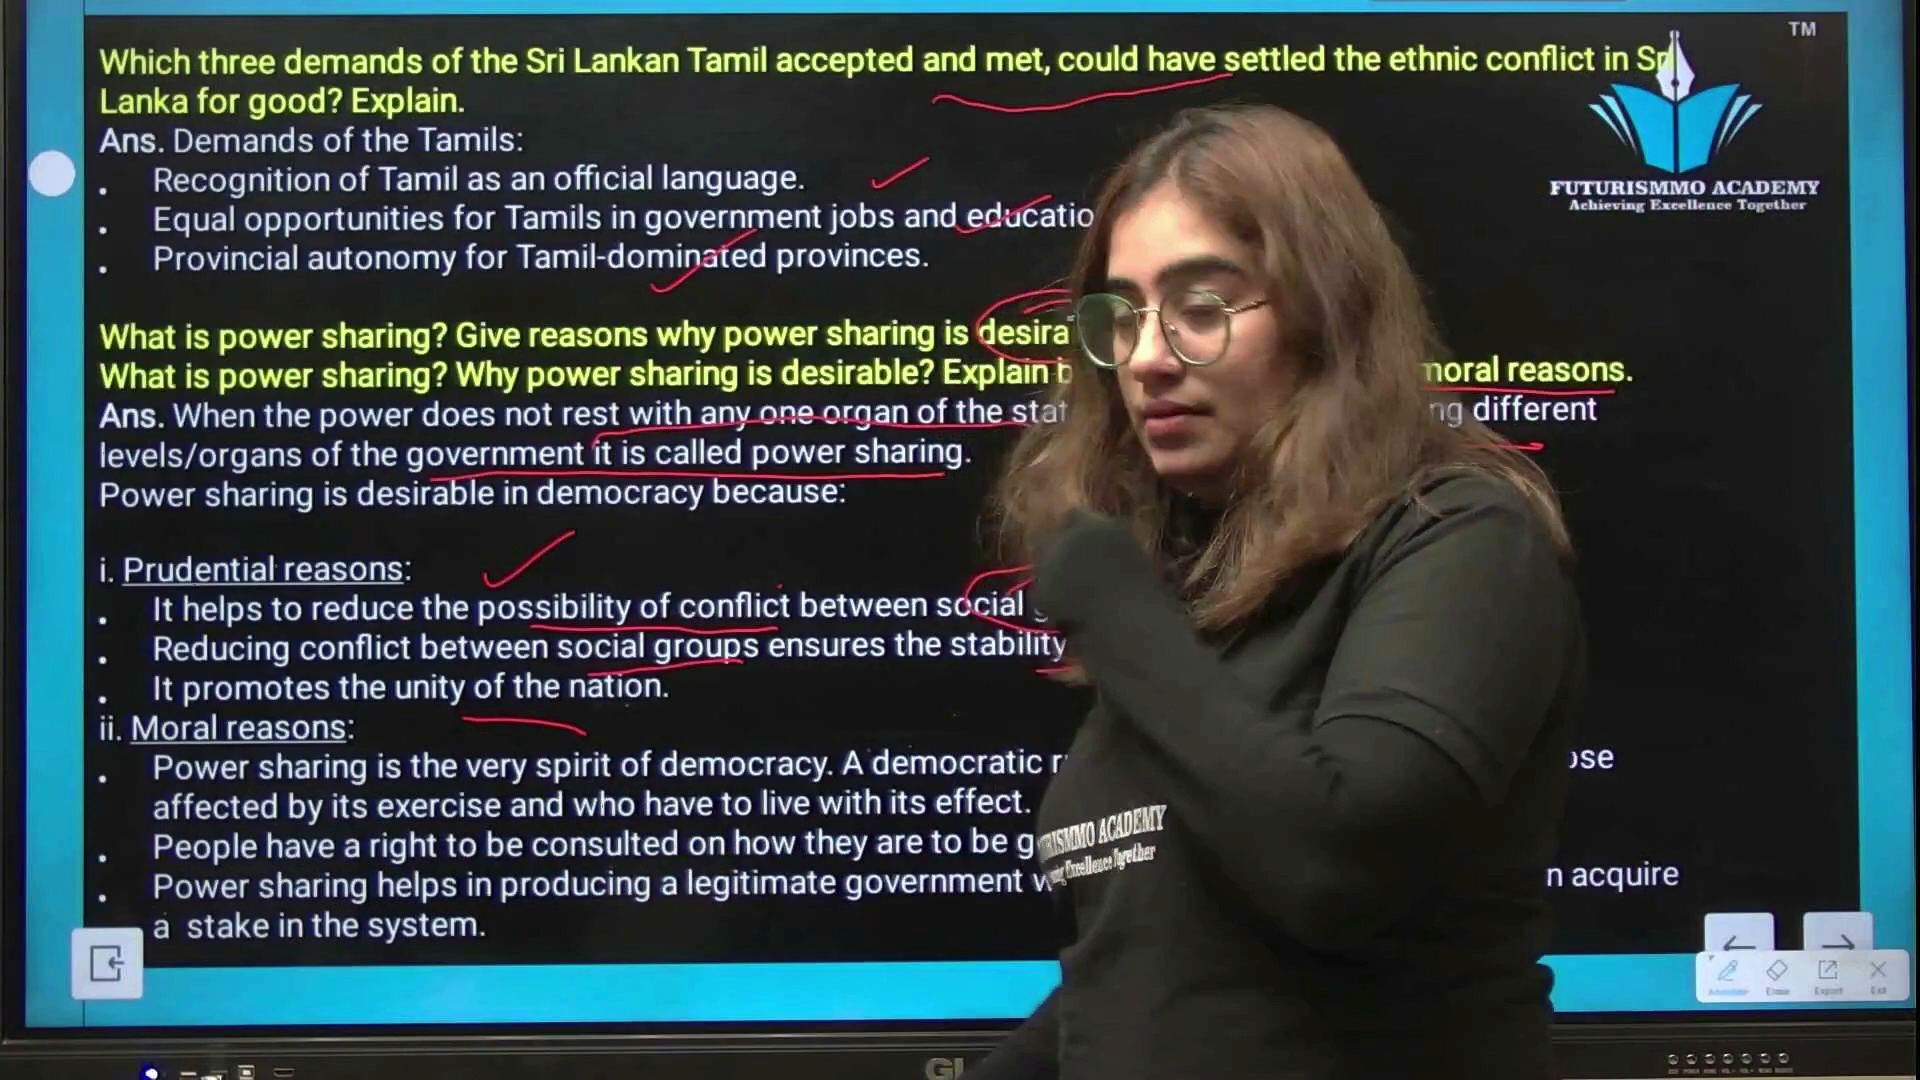 TM
Which three demands of the Sri Lankan Tamil accepted and met, could have settled the ethnic conflict in Sri
Lanka for good? Explain.
Ans. Demands of the Tamils:
. Recognition of Tamil as an official language.
. Equal opportunities for Tamils in government jobs and
. Provincial autonomy for Tamil-dominated provinces.
FUTURISMMO ACADEMY
Achieving Excellence Together
What is power sharing? Give reasons why power sharing is
What is power sharing? Why power sharing is desirable? Explain moral reasons.
Ans. When the power does not rest with any one organ of the different
levels/organs of the government it is called power sharing.
Power sharing is desirable in democracy because:
i. Prudential reasons:
. It helps to reduce the possibility of conflict between social
. Reducing conflict between social groups ensures the stability
. It promotes the unity of the nation.
ii. Moral reasons:
. Power sharing is the very spirit of democracy. A democratic
affected by its exercise and who have to live with its effect.
. People have a right to be consulted on how they are to be
. Power sharing helps in producing a legitimate government acquire
a stake in the system.
ACADEMY
Excellence Together
Annotate Erase Export Exit